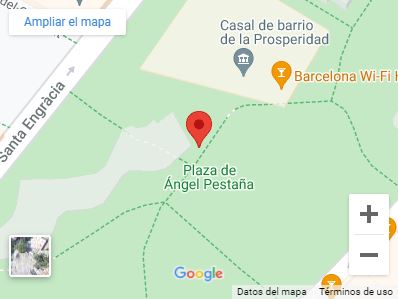 Ampliar el mapa
Casal de barrio
de la Prosperidad
Barcelona Wi-Fi
Santa Engràcia
Plaza de
Ángel Pestaña
Google
Datos del mapa
Términos de uso